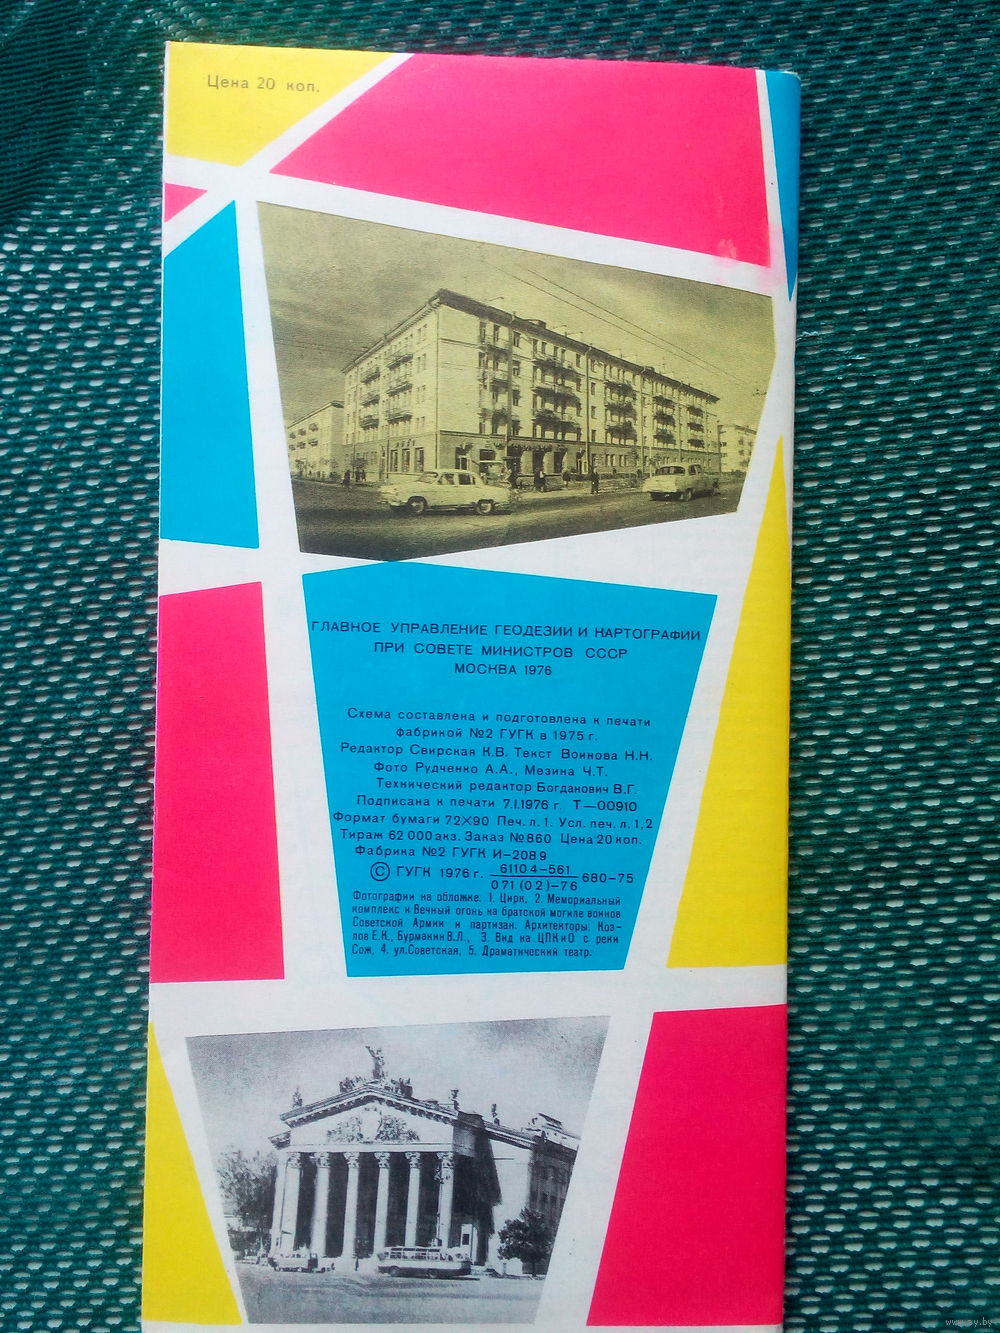 Цена 20 коп.
ГЛАВНОЕ УПРАВЛЕНИЕ ГЕОДЕЗИИ И КАРТОГРАФИИ
ПРИ СОВЕТЕ МИНИСТРОВ СССР
МОСКВА 1976
Схема составлена и подготовлена к печати
фабрикой №2 ГУГК в 1975 г.
Редактор Свирская К.В. Текст Воинова Н.Н.
Фото Рудченко А.А., Мезина Ч.Т.
Технический редактор Богданович В.Г.
Подписана к печати 7.I.1976 г. Т—00910
Формат бумаги 72X90 Печ. л. 1. Усл. печ. л. 1,2
Тираж 62 000 экз. Заказ №860 Цена 20 коп.
Фабрика №2 ГУГК И—2089
© ГУГК 1976 г. 61104—561 680—75
071(02)—76
Фотографии на обложке. 1. Цирк, 2. Мемориальный
комплекс и Вечный огонь на братской могиле воинов
Советской Армии и партизан. Архитекторы: Коз-
лов Е.К., Бурмакин В.Л., 3. Вид на ЦПКиО с реки
Сож, 4. ул.Советская, 5. Драматический театр.
www.ay.by